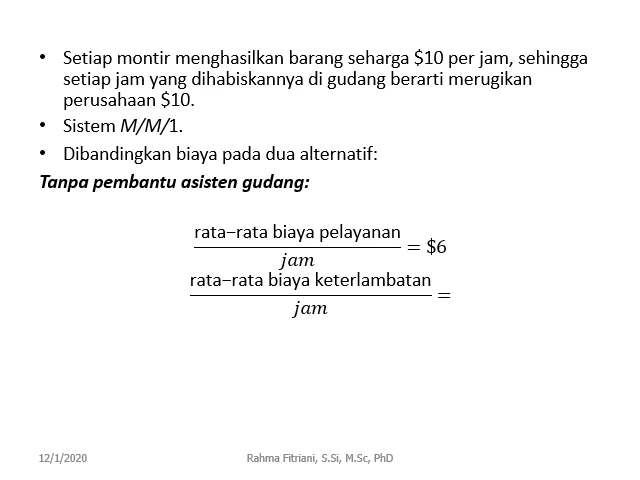 • Setiap montir menghasilkan barang seharga $10 per jam, sehingga
setiap jam yang dihabiskannya di gudang berarti merugikan
perusahaan $10.
• Sistem M/M/1.
• Dibandingkan biaya pada dua alternatif:
Tanpa pembantu asisten gudang:
rata−rata biaya pelayanan
= $6
jam
rata−rata biaya keterlambatan
=
jam
12/1/2020
Rahma Fitriani, S.Si, M.Sc, PhD